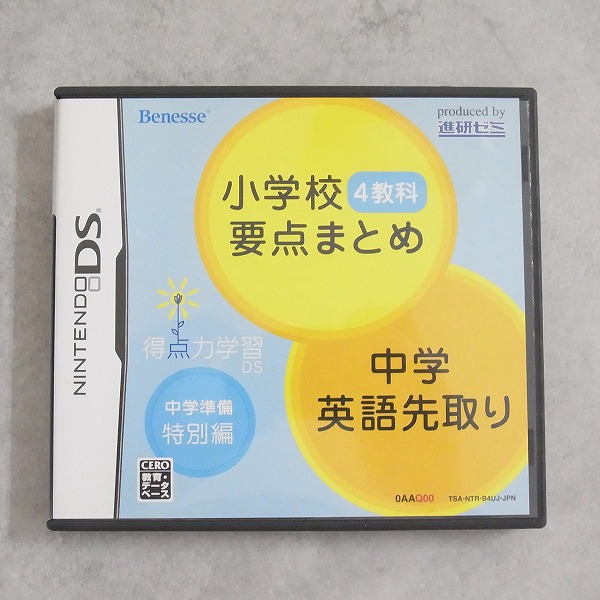 NINTENDO DS®
Benesse®
produced by
進研ゼミ
小学校 4教科
要点まとめ
得点力学習
DS
中学準備
特別編
中学
英語先取り
CERO
教育・
データ
ベース
0AAQ00
TSA-NTR-B4UJ-JPN